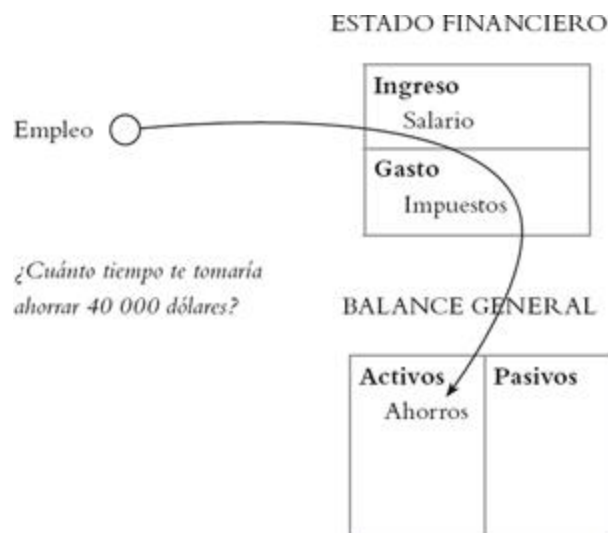 ESTADO FINANCIERO
Ingreso
Salario
Empleo
Gasto
Impuestos
¿Cuánto tiempo te tomaría
ahorrar 40 000 dólares?
BALANCE GENERAL
Activos
Ahorros
Pasivos